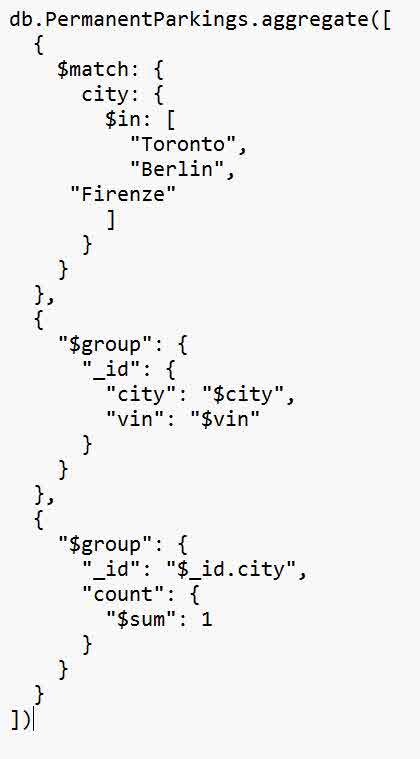 db.PermanentParkings.aggregate([
  {
    $match: {
      city: {
        $in: [
          "Toronto",
          "Berlin",
     "Firenze"
        ]
      }
    }
  },
  {
    "$group": {
      "_id": {
        "city": "$city",
        "vin": "$vin"
      }
    }
  },
  {
    "$group": {
      "_id": "$_id.city",
      "count": {
        "$sum": 1
      }
    }
  }
])